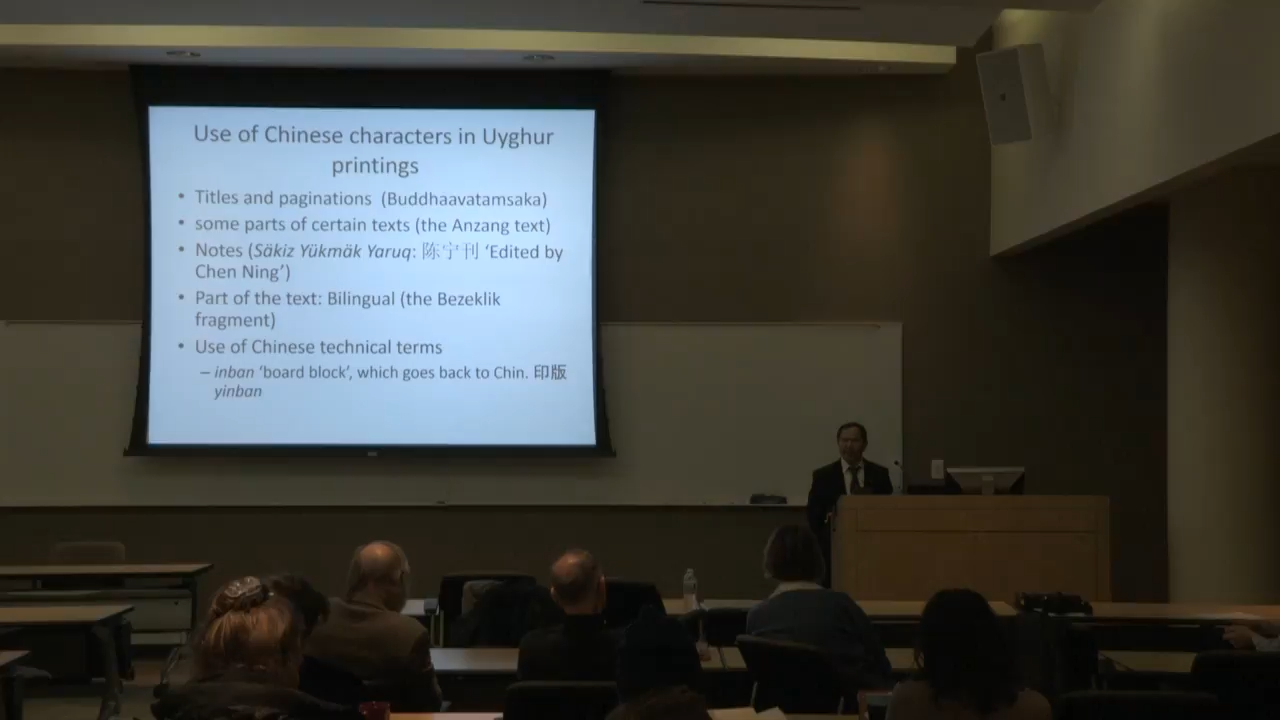 Use of Chinese characters in Uyghur
printings
• Titles and paginations (Buddhaavatamsaka)
• some parts of certain texts (the Anzang text)
• Notes (Säkiz Yükmäk Yaruq: 陈宁刊 ‘Edited by
Chen Ning’)
• Part of the text: Bilingual (the Bezeklik
fragment)
• Use of Chinese technical terms
– inban ‘board block’, which goes back to Chin. 印版
yinban